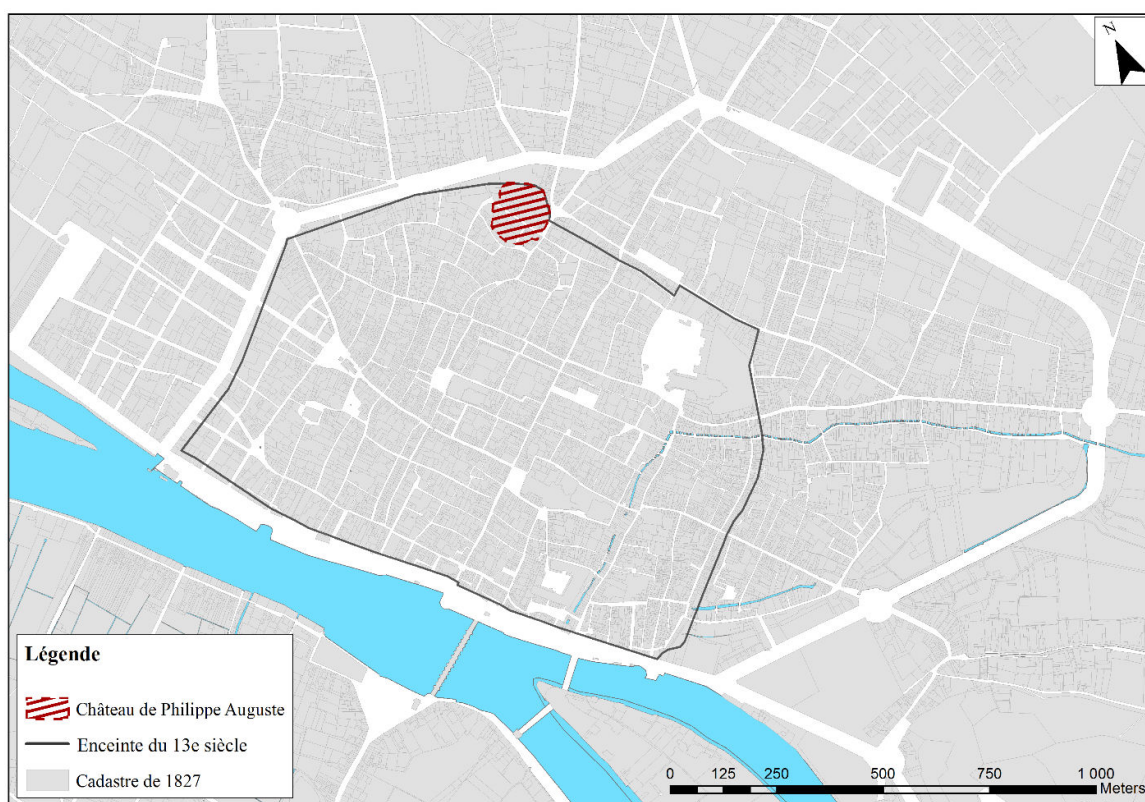 N
Légende
Château de Philippe Auguste
Enceinte du 13e siècle
Cadastre de 1827
0 125 250 500 750 1 000
Meters